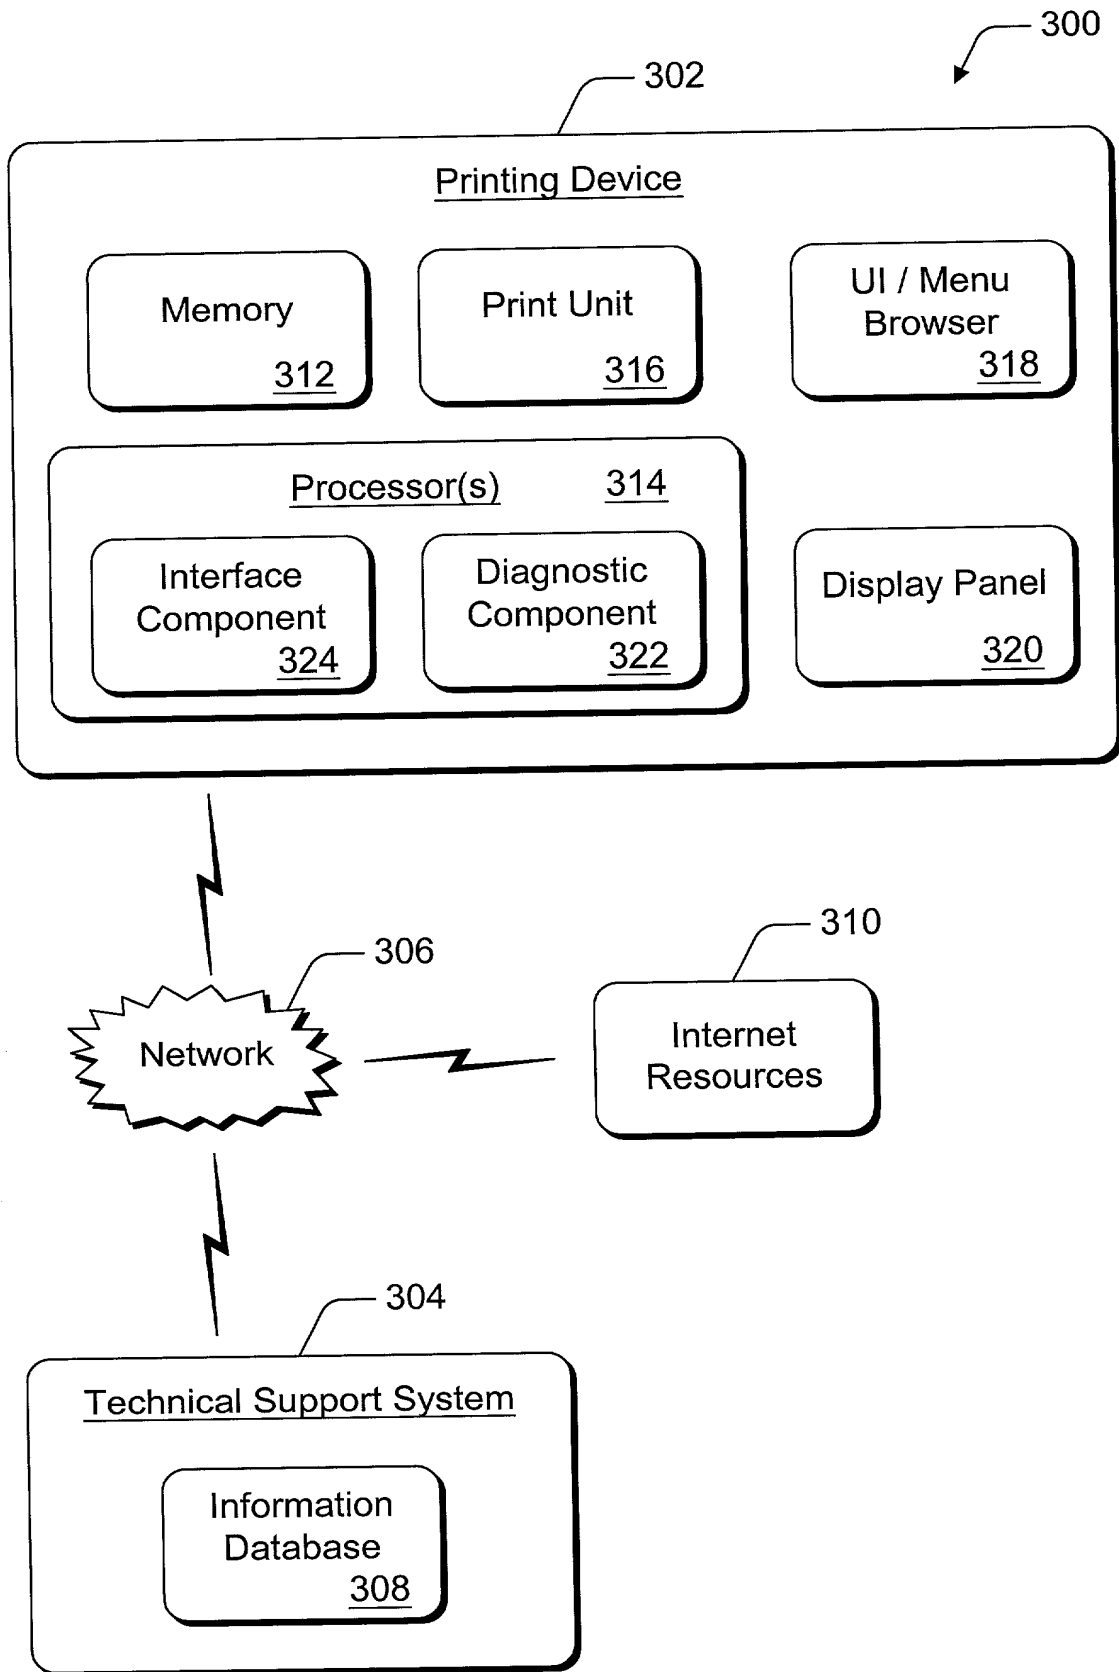 300
302
Printing Device
Memory
312
Print Unit
316
UI / Menu
Browser
318
Processor(s) 314
Interface
Component
324
Diagnostic
Component
322
Display Panel
320
306
Network
310
Internet
Resources
304
Technical Support System
Information
Database
308